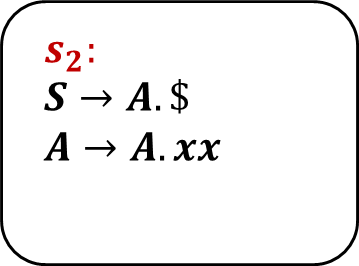 s₂:
S → A.$
A → A.xx